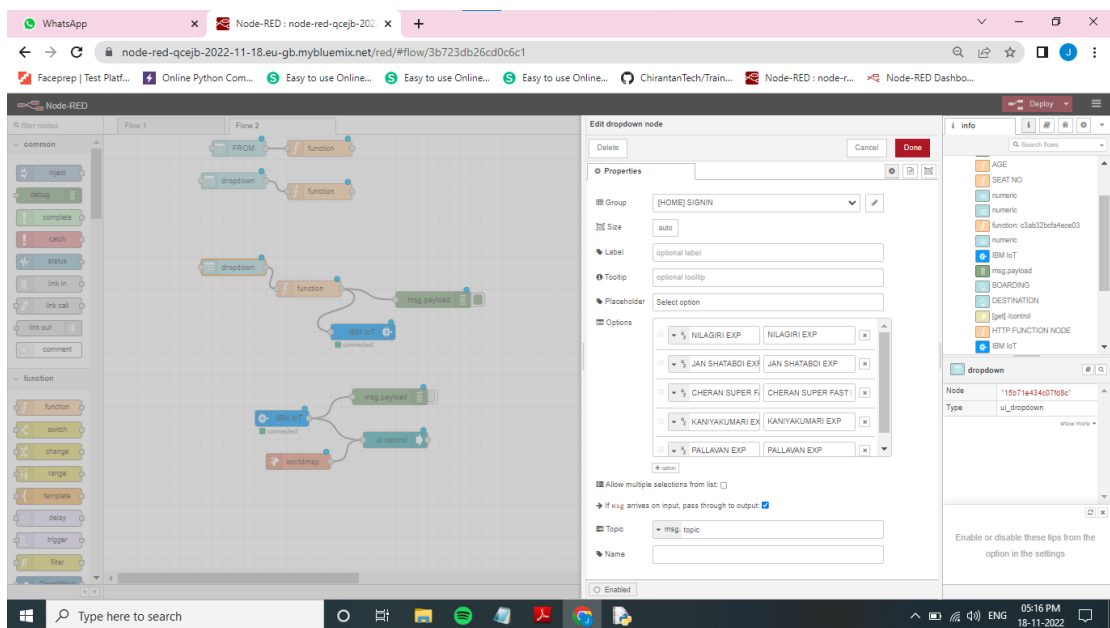 WhatsApp
Node-RED : node-red-qcejb-202
node-red-qcejb-2022-11-18.eu-gb.mybluemix.net/red/#flow/3b723db26cd0c6c1
Faceprep | Test Platf... Online Python Com... Easy to use Online... Easy to use Online... Easy to use Online... ChirantanTech/Train... Node-RED : node-r... Node-RED Dashbo...
Node-RED
Deploy
filter nodes
common
inject
debug
complete
catch
status
link in
link call
link out
comment
function
function
switch
change
range
template
delay
trigger
filter
Flow 1 Flow 2
FROM function
dropdown
function
dropdown
function
msg.payload
IBM IoT
connected
msg.payload
IBM IoT
connected
ui control
worldmap
Edit dropdown node
Delete Cancel Done
Properties
Group [HOME] SIGNIN
Size auto
Label optional label
Tooltip optional tooltip
Placeholder Select option
Options
NILAGIRI EXP NILAGIRI EXP
JAN SHATABDI EXP JAN SHATABDI EXP
CHERAN SUPER F CHERAN SUPER FAST
KANIYAKUMARI EX KANIYAKUMARI EXP
PALLAVAN EXP PALLAVAN EXP
option
Allow multiple selections from list:
If msg arrives on input, pass through to output:
Topic msg. topic
Name
Enabled
i info
Search flows
AGE
SEAT NO
numeric
numeric
function: c3ab32bcfa4ece03
numeric
IBM IoT
msg.payload
BOARDING
DESTINATION
[get] /control
HTTP FUNCTION NODE
IBM IoT
dropdown
Node "15b71e434c07fd8c"
Type ui_dropdown
show more
Enable or disable these tips from the
option in the settings
Type here to search
ENG
05:16 PM
18-11-2022